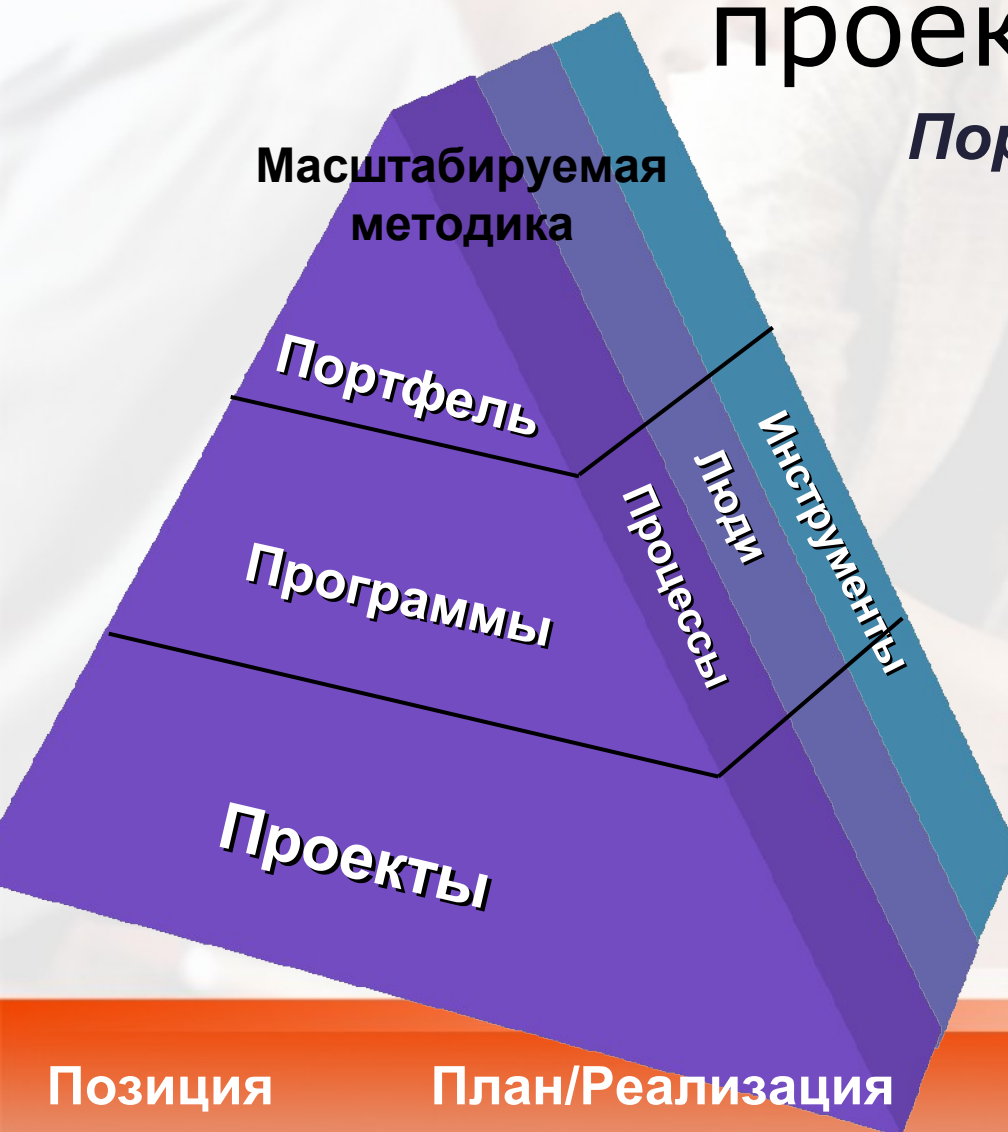 проек
Пор
Масштабируемая
методика
Портфель
Программы
Проекты
Процессы
Люди
Инструменты
Позиция
План/Реализация